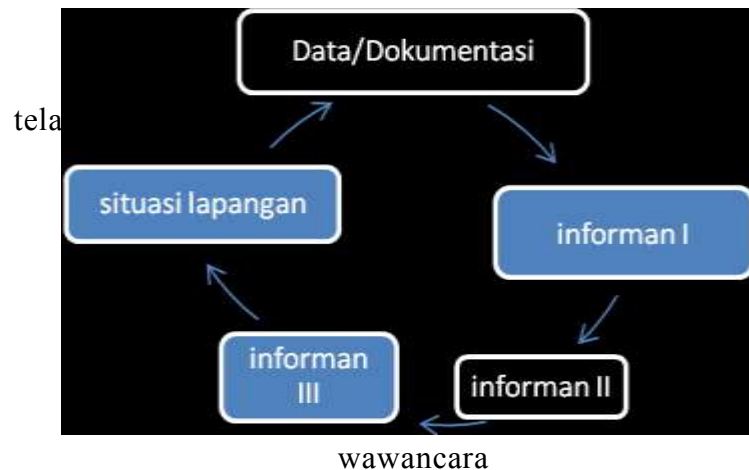 Data/Dokumentasi
tela
situasi lapangan
informan I
informan
III
informan II
wawancara